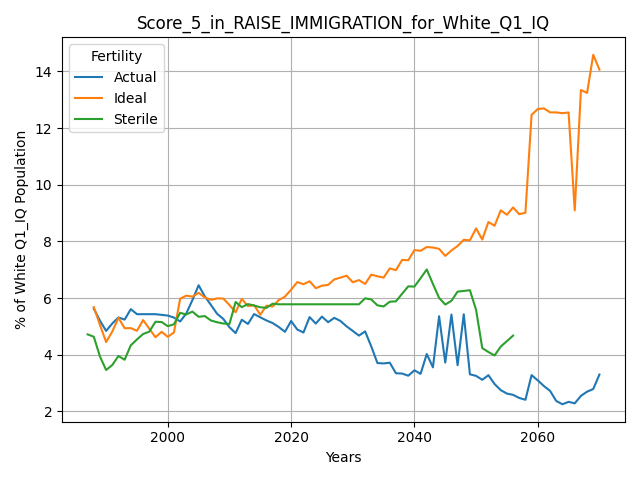 Score_5_in_RAISE_IMMIGRATION_for_White_Q1_IQ
Fertility
Actual
Ideal
Sterile
% of White Q1_IQ Population
14
12
10
8
6
4
2
2000
2020
2040
2060
Years